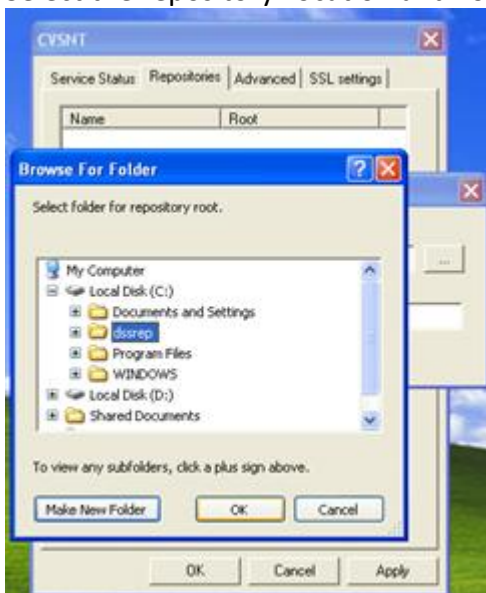 CVSNT
Service Status Repositories Advanced SSL settings
Name Root
Browse For Folder
Select folder for repository root.
...
My Computer
Local Disk (C:)
Documents and Settings
dssrep
Program Files
WINDOWS
Local Disk (D:)
Shared Documents
To view any subfolders, click a plus sign above.
Make New Folder OK Cancel
OK Cancel Apply